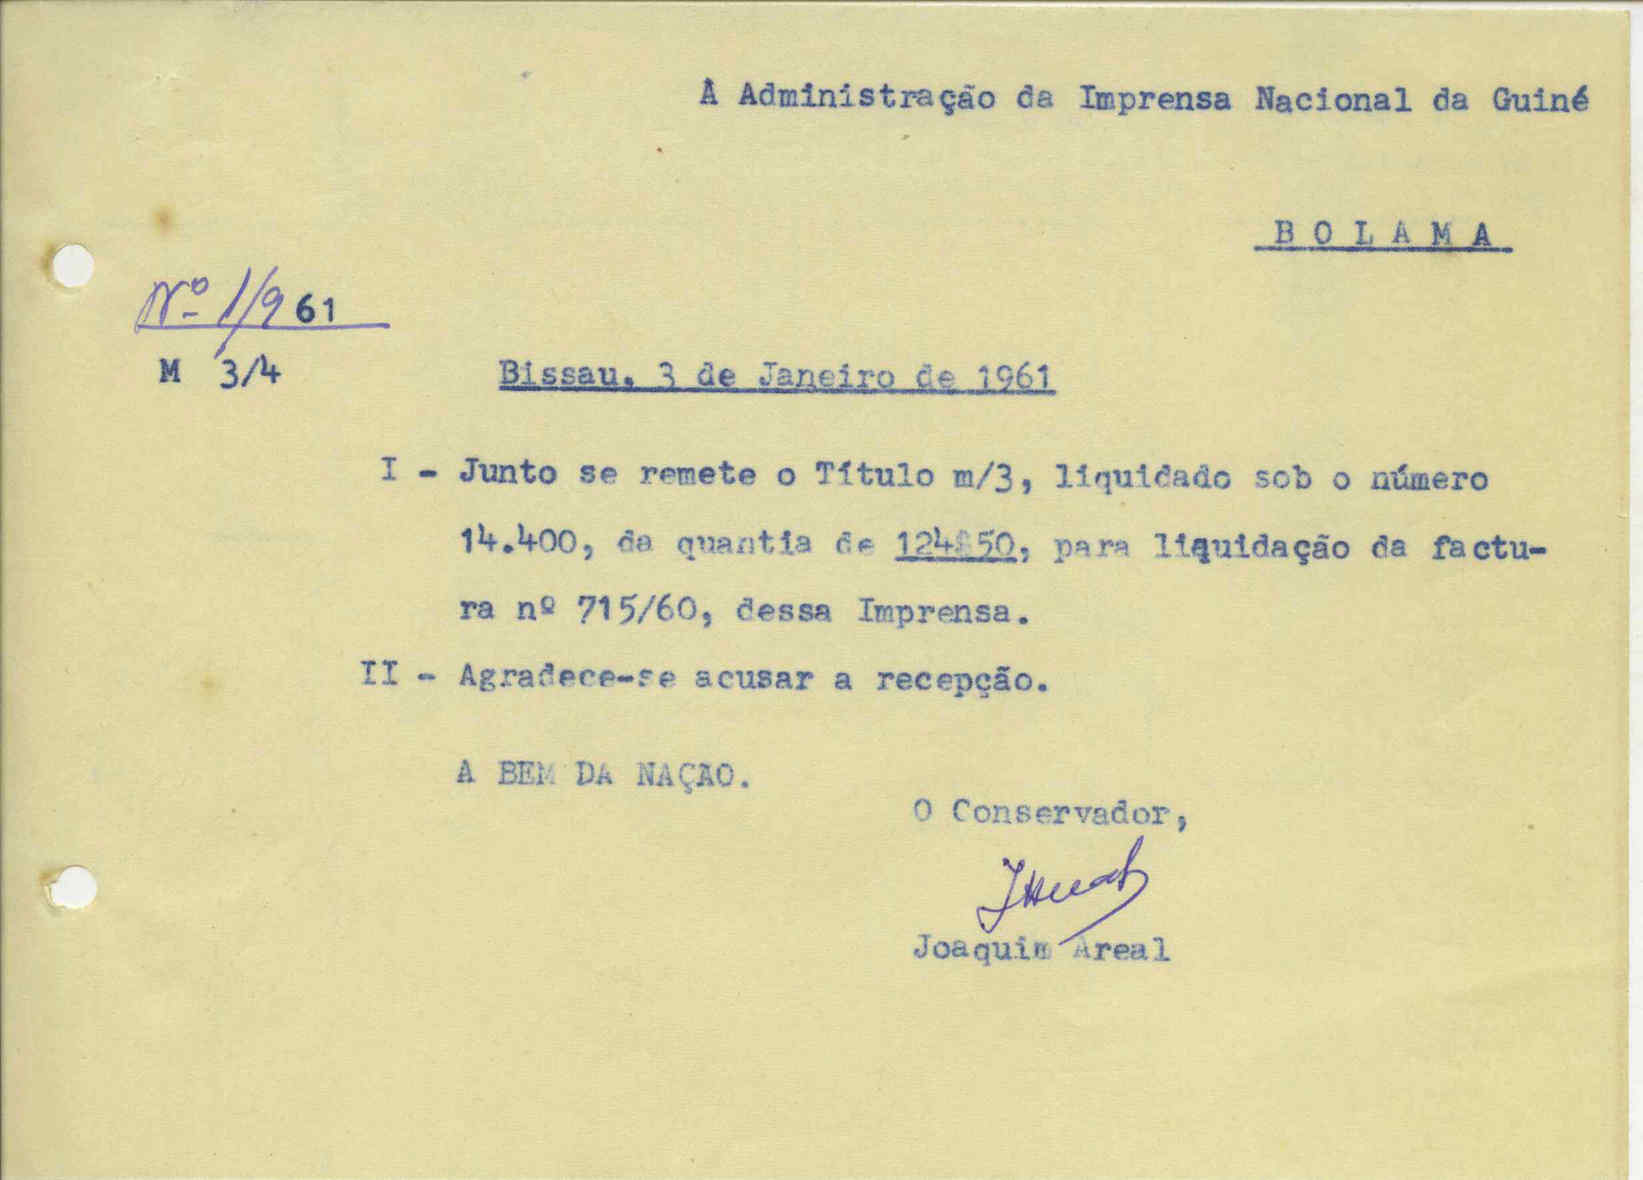 À Administração da Imprensa Nacional da Guiné
B O L A M A
Nº 1/961
M 3/4
Bissau, 3 de Janeiro de 1961
I - Junto se remete o Título m/3, liquidado sob o número
14.400, da quantia de 124$50, para liquidação da factu-
ra nº 715/60, dessa Imprensa.
II - Agradece-se acusar a recepção.
A BEM DA NAÇÃO.
O Conservador,
Joaquim Areal